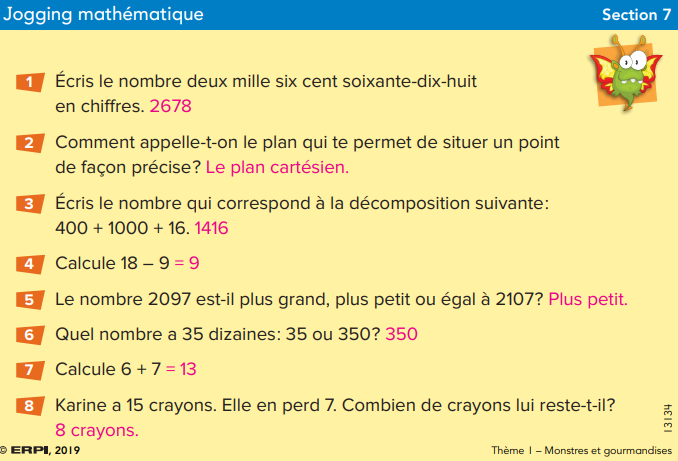 Jogging mathématique
Section 7
1 Écris le nombre deux mille six cent soixante-dix-huit
en chiffres. 2678
2 Comment appelle-t-on le plan qui te permet de situer un point
de façon précise? Le plan cartésien.
3 Écris le nombre qui correspond à la décomposition suivante:
400 + 1000 + 16. 1416
4 Calcule 18 – 9 = 9
5 Le nombre 2097 est-il plus grand, plus petit ou égal à 2107? Plus petit.
6 Quel nombre a 35 dizaines: 35 ou 350? 350
7 Calcule 6 + 7 = 13
8 Karine a 15 crayons. Elle en perd 7. Combien de crayons lui reste-t-il?
8 crayons.
13134
© ERPI, 2019
Thème 1 – Monstres et gourmandises